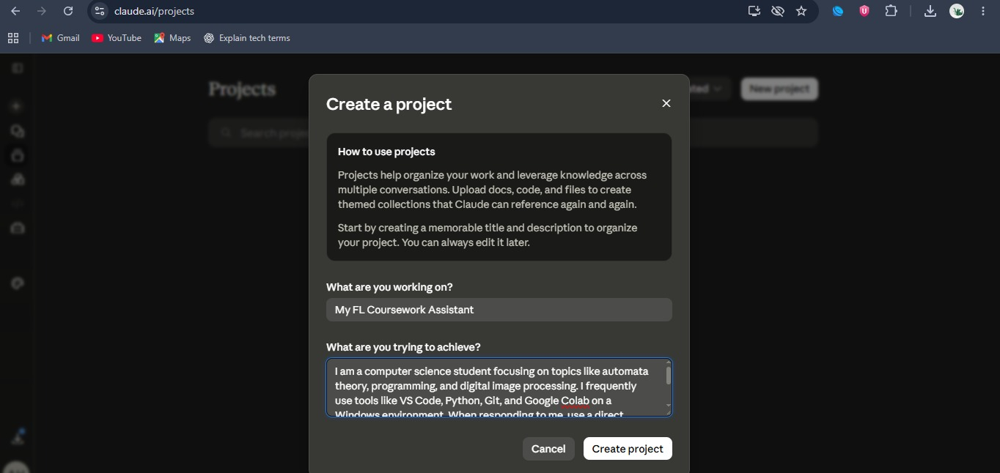 claude.ai/projects
Gmail
YouTube
Maps
Explain tech terms
Projects
New project
Search
Create a project
How to use projects
Projects help organize your work and leverage knowledge across
multiple conversations. Upload docs, code, and files to create
themed collections that Claude can reference again and again.
Start by creating a memorable title and description to organize
your project. You can always edit it later.
What are you working on?
My FL Coursework Assistant
What are you trying to achieve?
I am a computer science student focusing on topics like automata
theory, programming, and digital image processing. I frequently
use tools like VS Code, Python, Git, and Google Colab on a
Windows environment. When responding to me, use a direct
Cancel
Create project